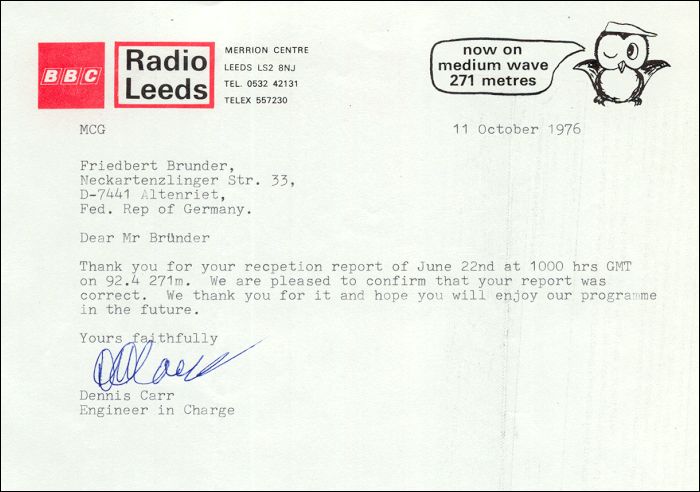 BBC
Radio
Leeds
MERRION CENTRE
LEEDS LS2 8NJ
TEL. 0532 42131
TELEX 557230
now on
medium wave
271 metres
MCG
11 October 1976
Friedbert Brunder,
Neckartenzlinger Str. 33,
D-7441 Altenriet,
Fed. Rep of Germany.
Dear Mr Bründer
Thank you for your recpetion report of June 22nd at 1000 hrs GMT
on 92.4 271m. We are pleased to confirm that your report was
correct. We thank you for it and hope you will enjoy our programme
in the future.
Yours faithfully
Dennis Carr
Engineer in Charge